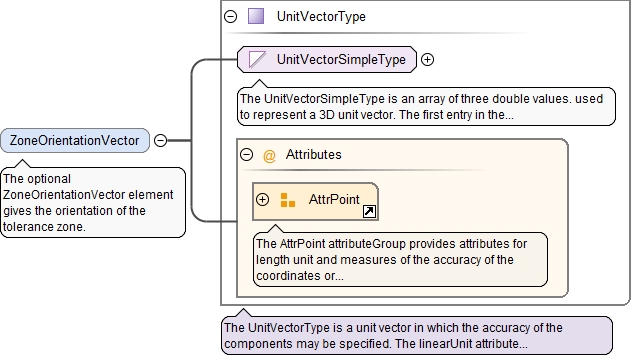 UnitVectorType
UnitVectorSimpleType
The UnitVectorSimpleType is an array of three double values. used
to represent a 3D unit vector. The first entry in the...
ZoneOrientationVector
The optional
ZoneOrientationVector element
gives the orientation of the
tolerance zone.
@ Attributes
AttrPoint
The AttrPoint attributeGroup provides attributes for
length unit and measures of the accuracy of the
coordinates or...
The UnitVectorType is a unit vector in which the accuracy of the
components may be specified. The linearUnit attribute...